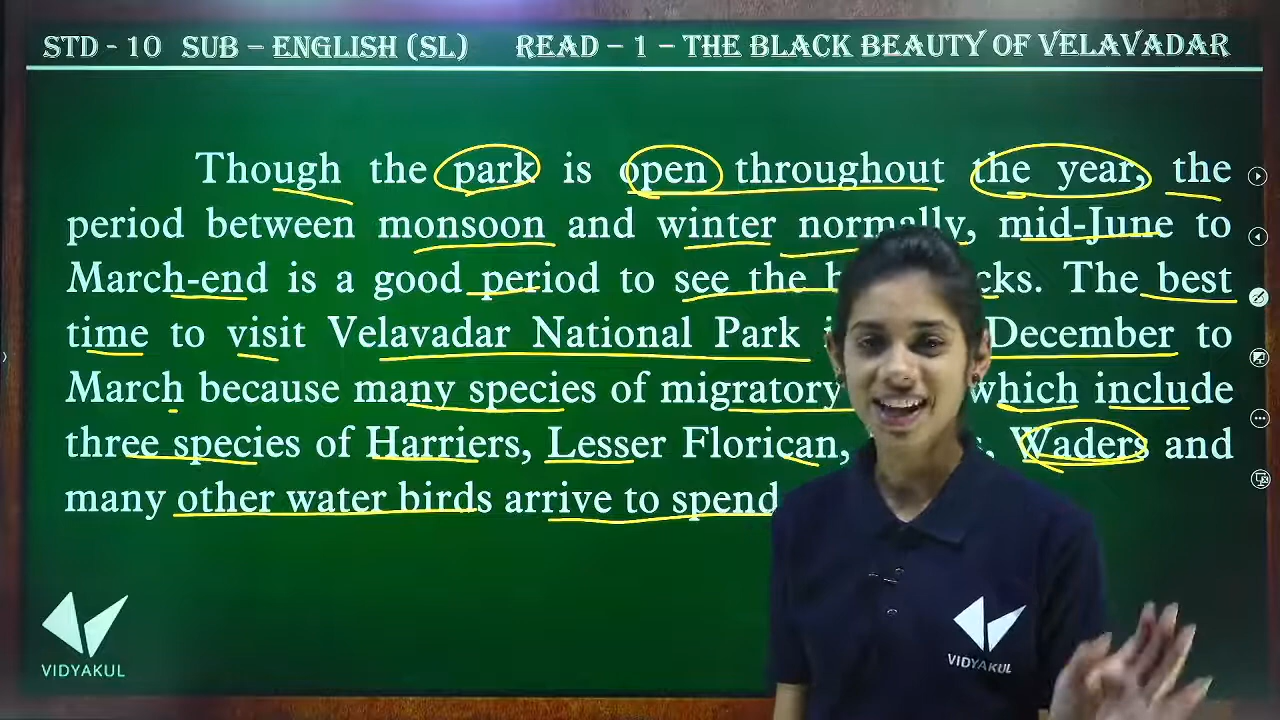 STD - 10 SUB – ENGLISH (SL) READ – 1 – THE BLACK BEAUTY OF VELAVADAR
Though the park is open throughout the year, the
period between monsoon and winter normally, mid-June to
March-end is a good period to see the cks. The best
time to visit Velavadar National Park December to
March because many species of migratory which include
three species of Harriers, Lesser Florican, Waders and
many other water birds arrive to spend
VIDYAKUL
VIDYAKUL